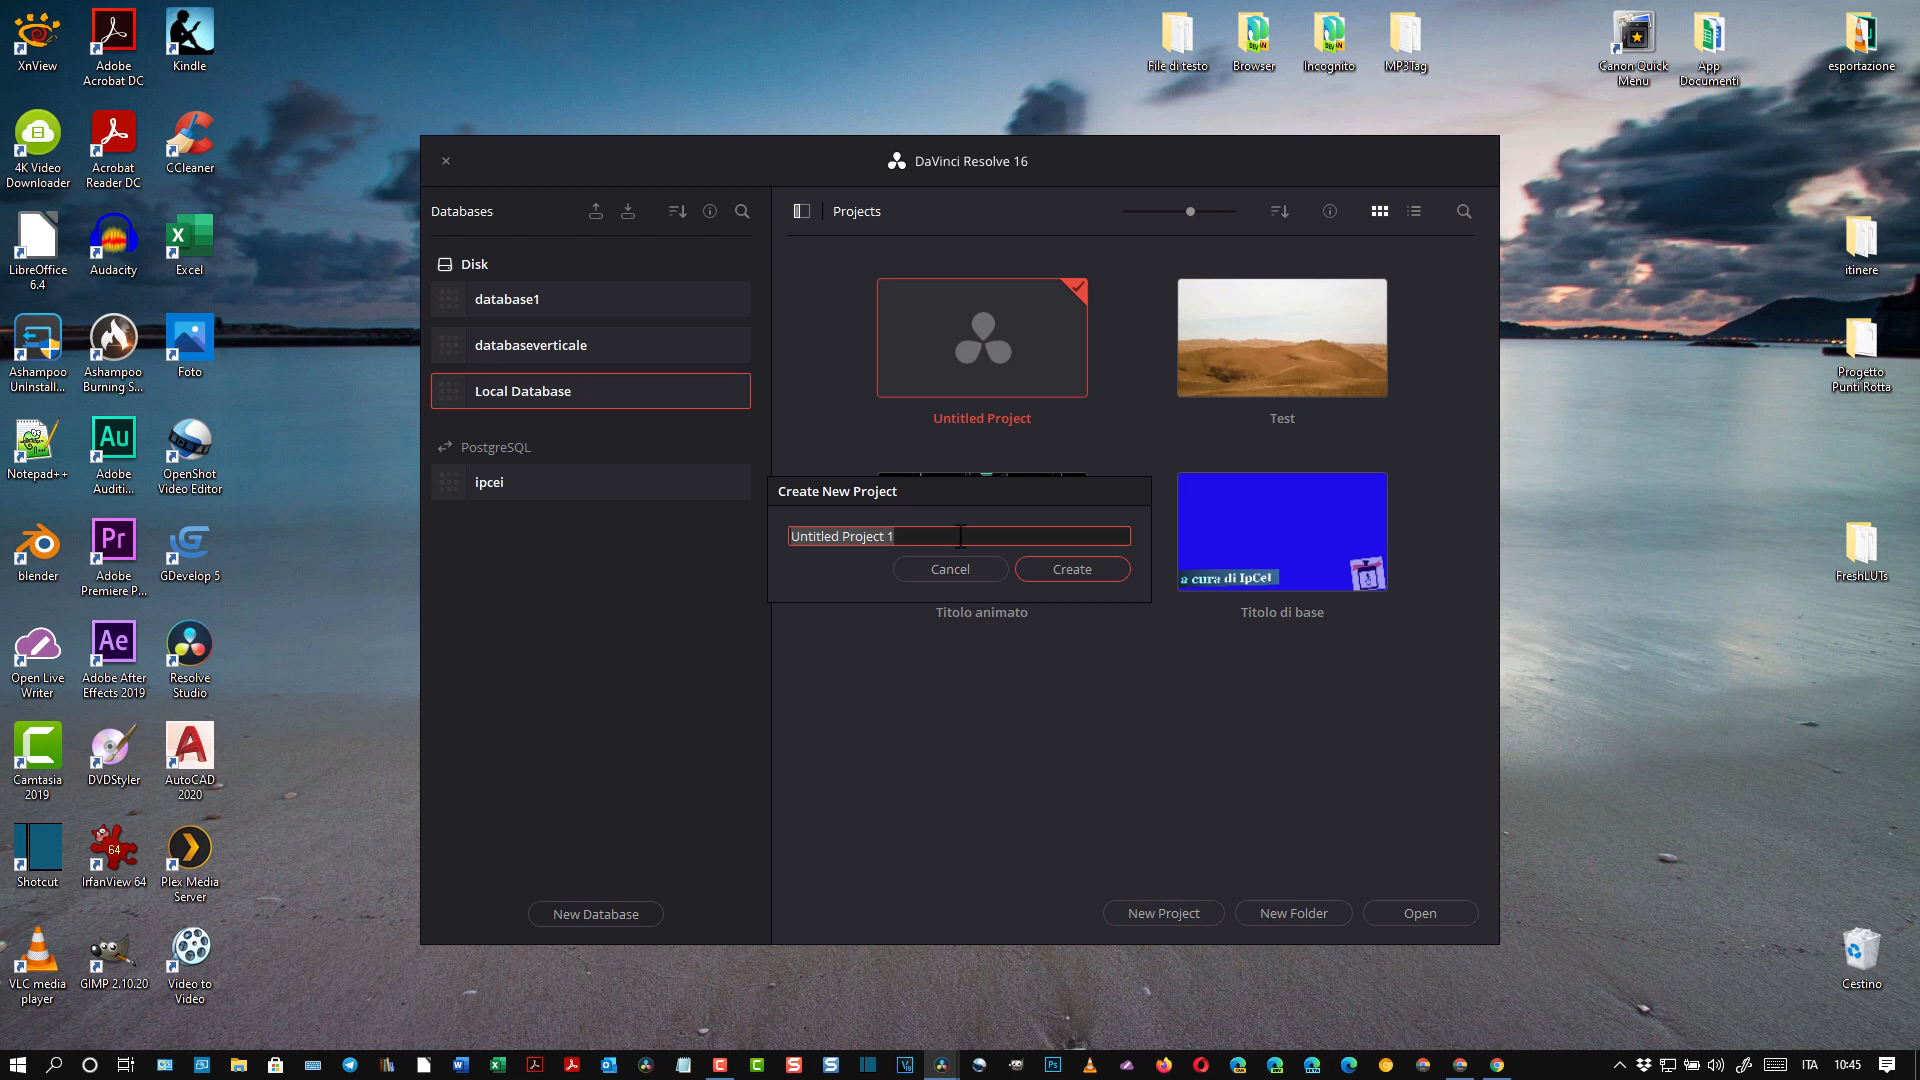 XnView
Adobe
Acrobat DC
Kindle
File di testo
Browser
Incognito
MP3Tag
Canon Quick
Menu
App
Documenti
esportazione
4K Video
Downloader
Acrobat
Reader DC
CCleaner
DaVinci Resolve 16
Databases
Projects
LibreOffice
6.4
Audacity
Excel
itinere
Disk
database1
databaseverticale
Local Database
PostgreSQL
ipcei
Untitled Project
Test
Ashampoo
UnInstall...
Ashampoo
Burning S...
Foto
Progetto
Punti Rotta
Notepad++
Au
Adobe
Auditi...
OpenShot
Video Editor
Create New Project
Untitled Project 1
Cancel
Create
a cura di IpCeI
Titolo animato
Titolo di base
blender
Pr
Adobe
Premiere P...
GDevelop 5
FreshLUTs
Open Live
Writer
Ae
Adobe After
Effects 2019
Resolve
Studio
Camtasia
2019
DVDStyler
AutoCAD
2020
Shotcut
64
IrfanView 64
Plex Media
Server
New Database
New Project
New Folder
Open
VLC media
player
GIMP 2.10.20
Video to
Video
Cestino
ITA
10:45